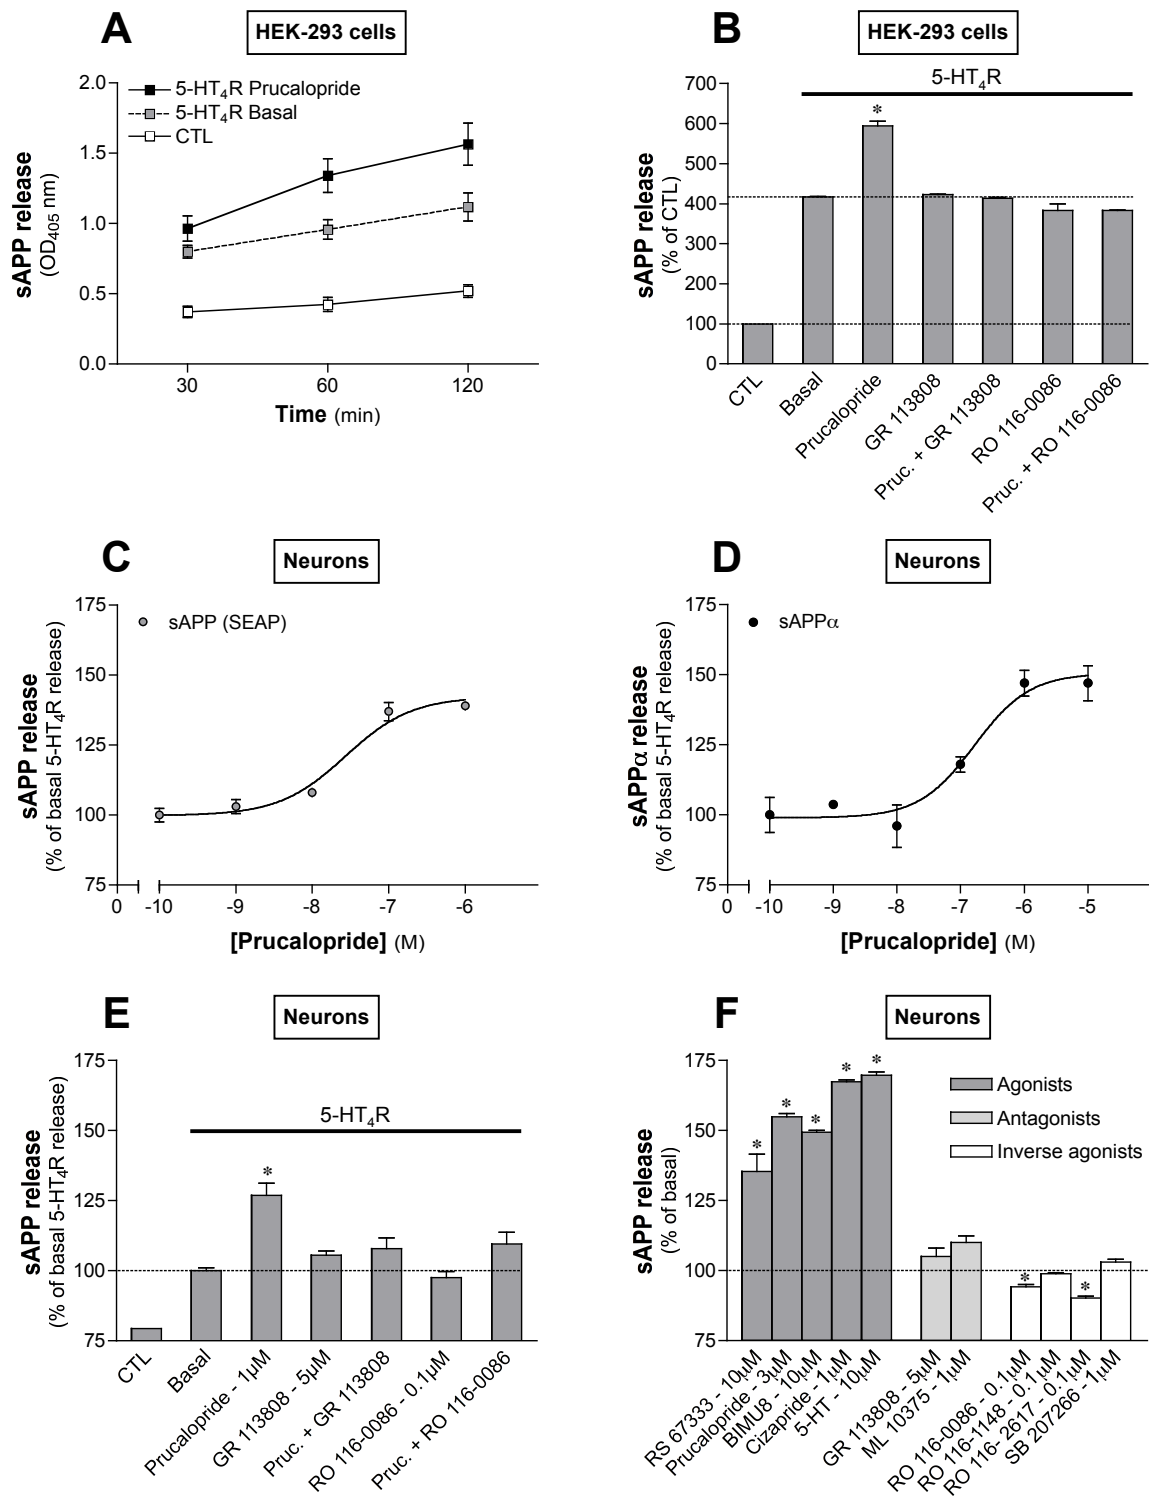 A
HEK-293 cells
2.0
1.5
1.0
0.5
0.0
sAPP release
(OD405 nm)
5-HT4R Prucalopride
5-HT4R Basal
CTL
30
60
120
Time (min)
B
HEK-293 cells
5-HT4R
*
700
600
500
400
300
200
100
0
sAPP release
(% of CTL)
CTL
Basal
Prucalopride
GR 113808
Pruc. + GR 113808
RO 116-0086
Pruc. + RO 116-0086
C
Neurons
175
150
125
100
75
sAPP release
(% of basal 5-HT4R release)
sAPP (SEAP)
0
-10
-9
-8
-7
-6
[Prucalopride] (M)
D
Neurons
175
150
125
100
75
sAPPα release
(% of basal 5-HT4R release)
sAPPα
0
-10
-9
-8
-7
-6
-5
[Prucalopride] (M)
E
Neurons
175
150
125
100
75
sAPP release
(% of basal 5-HT4R release)
5-HT4R
*
CTL
Basal
Prucalopride - 1µM
GR 113808 - 5µM
Pruc. + GR 113808
RO 116-0086 - 0.1µM
Pruc. + RO 116-0086
F
Neurons
175
150
125
100
75
sAPP release
(% of basal)
* * * * *
* *
Agonists
Antagonists
Inverse agonists
RS 67333 - 10µM
Prucalopride - 3µM
BIMU8 - 10µM
Cizapride - 1µM
5-HT - 10µM
GR 113808 - 5µM
ML 10375 - 1µM
RO 116-0086 - 0.1µM
RO 116-1148 - 0.1µM
RO 116- 2617 - 0.1µM
SB 207266 - 1µM